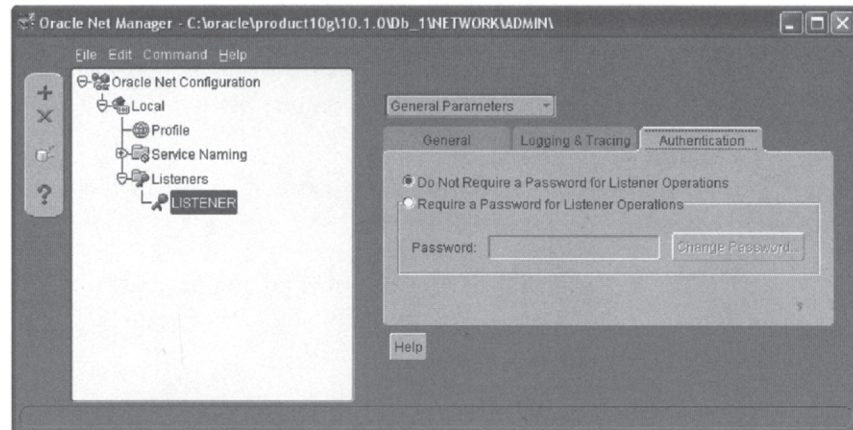 Oracle Net Manager - C:\oracle\product10g\10.1.0\Db_1\NETWORK\ADMIN\
File Edit Command Help
Oracle Net Configuration
Local
Profile
Service Naming
Listeners
LISTENER
General Parameters
General Logging & Tracing Authentication
Do Not Require a Password for Listener Operations
Require a Password for Listener Operations
Password: Change Password...
Help